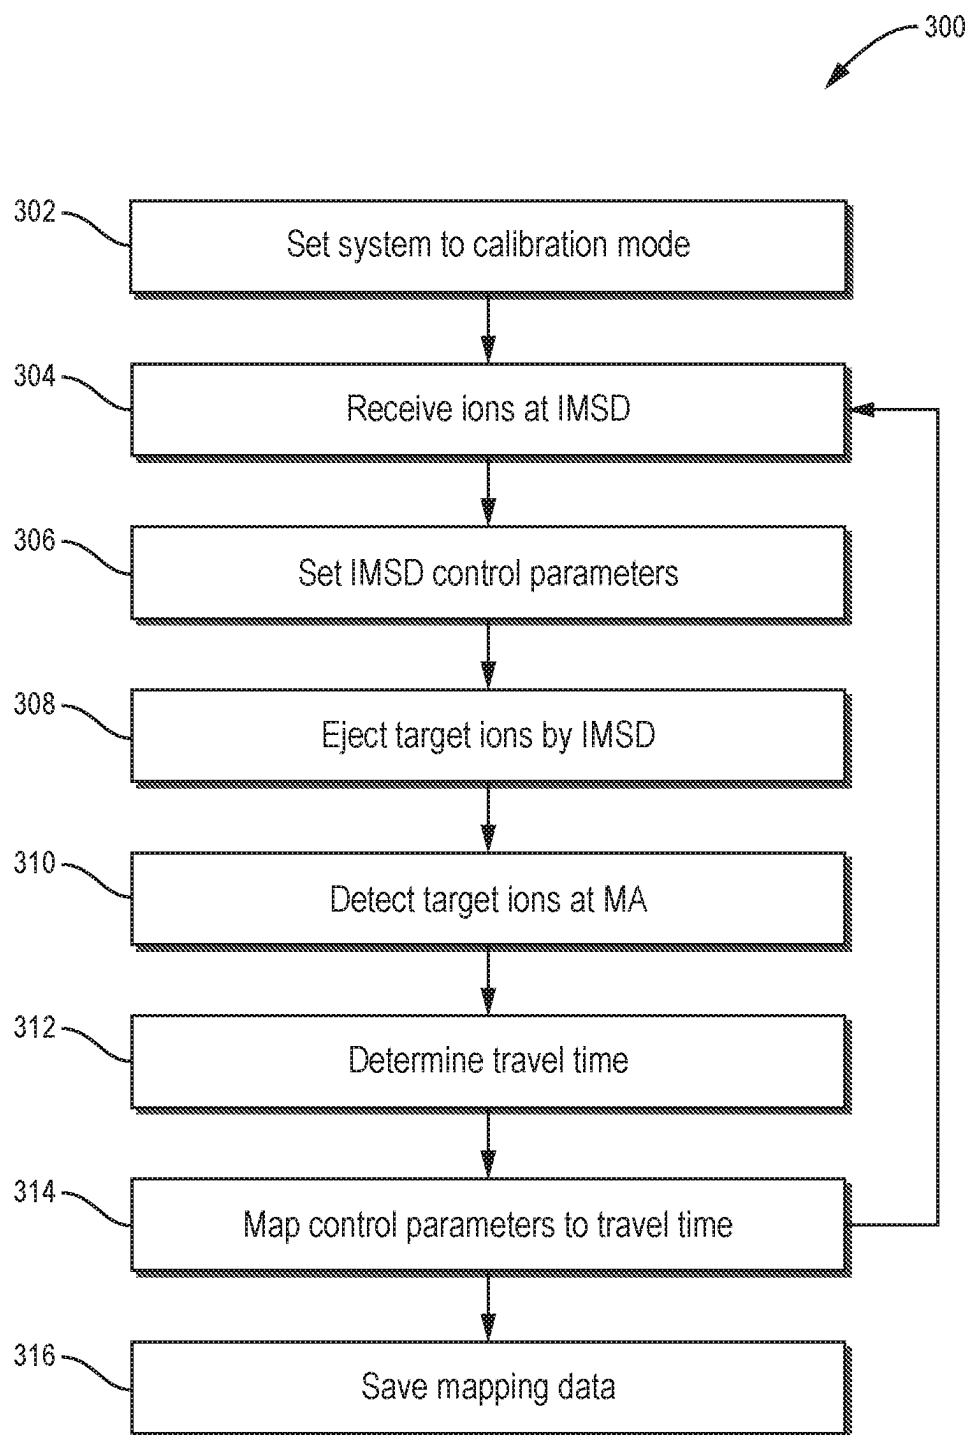 300
302
Set system to calibration mode
304
Receive ions at IMSD
306
Set IMSD control parameters
308
Eject target ions by IMSD
310
Detect target ions at MA
312
Determine travel time
314
Map control parameters to travel time
316
Save mapping data